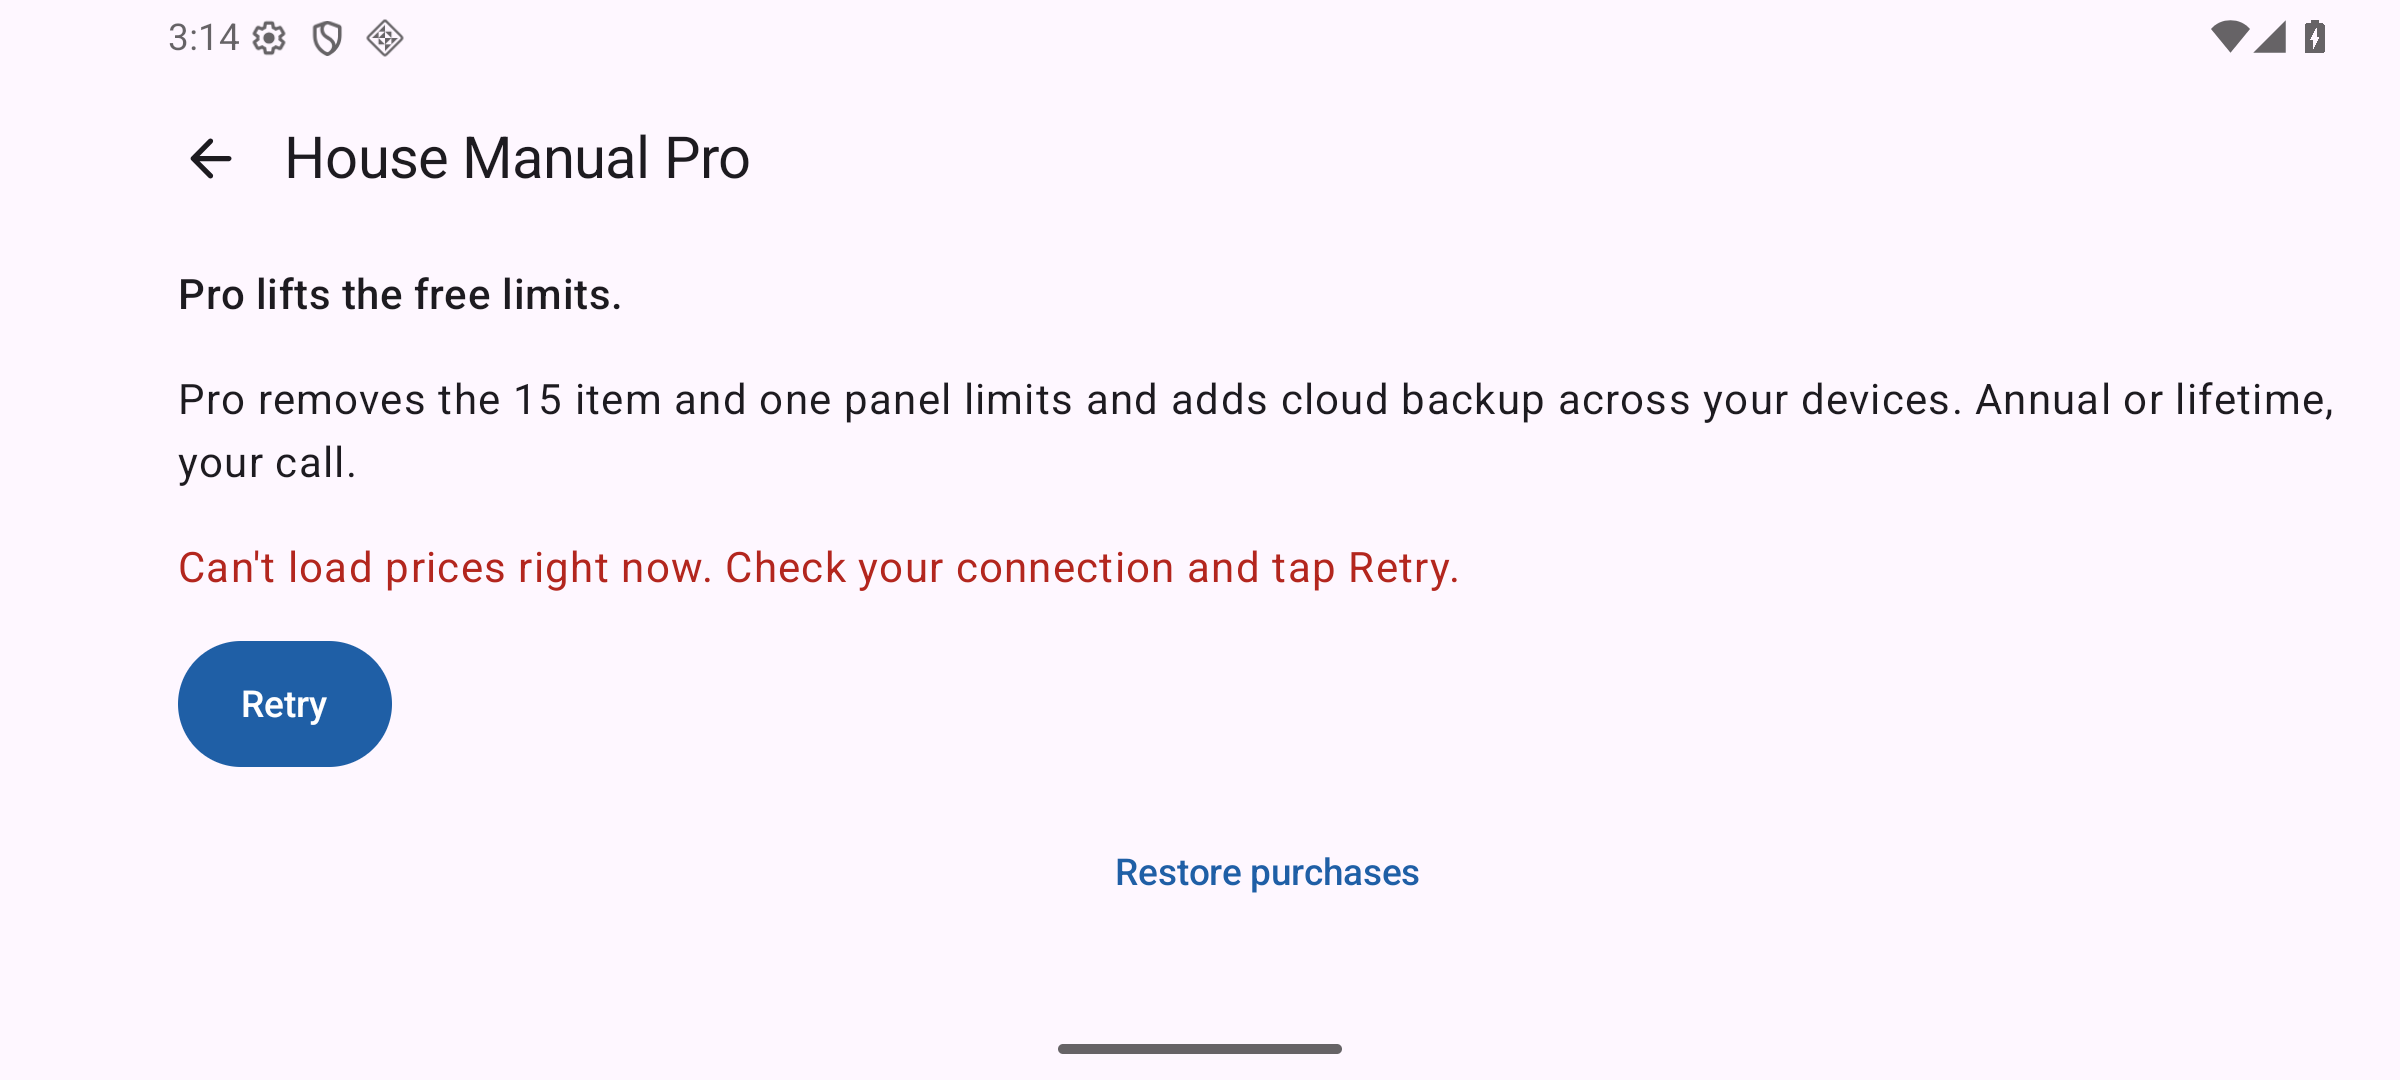 3:14
House Manual Pro
Pro lifts the free limits.
Pro removes the 15 item and one panel limits and adds cloud backup across your devices. Annual or lifetime,
your call.
Can't load prices right now. Check your connection and tap Retry.
Retry
Restore purchases